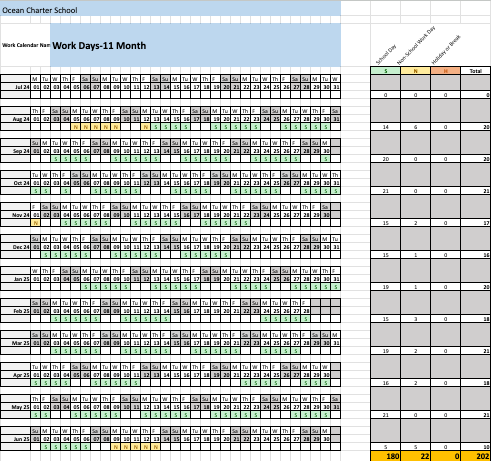 Ocean Charter School
Work Calendar Nam Work Days-11 Month
School Day
Non-School Work Day
Holiday or Break
S N H Total
M Tu W Th F Sa Su M Tu W Th F Sa Su M Tu W Th F Sa Su M Tu W Th F Sa Su M Tu W
Jul 24 01 02 03 04 05 06 07 08 09 10 11 12 13 14 15 16 17 18 19 20 21 22 23 24 25 26 27 28 29 30 31
0 0 0 0
Th F Sa Su M Tu W Th F Sa Su M Tu W Th F Sa Su M Tu W Th F Sa Su M Tu W Th F Sa
Aug 24 01 02 03 04 05 06 07 08 09 10 11 12 13 14 15 16 17 18 19 20 21 22 23 24 25 26 27 28 29 30 31
N N N N N N S S S S S S S S S S S S S S 14 6 0 20
Su M Tu W Th F Sa Su M Tu W Th F Sa Su M Tu W Th F Sa Su M Tu W Th F Sa Su M
Sep 24 01 02 03 04 05 06 07 08 09 10 11 12 13 14 15 16 17 18 19 20 21 22 23 24 25 26 27 28 29 30
S S S S S S S S S S S S S S S S S S S S 20 0 0 20
Tu W Th F Sa Su M Tu W Th F Sa Su M Tu W Th F Sa Su M Tu W Th F Sa Su M Tu W Th
Oct 24 01 02 03 04 05 06 07 08 09 10 11 12 13 14 15 16 17 18 19 20 21 22 23 24 25 26 27 28 29 30 31
21 0 0 21
F Sa Su M Tu W Th F Sa Su M Tu W Th F Sa Su M Tu W Th F Sa Su M Tu W Th F Sa
Nov 24 01 02 03 04 05 06 07 08 09 10 11 12 13 14 15 16 17 18 19 20 21 22 23 24 25 26 27 28 29 30
15 2 0 17
Su M Tu W Th F Sa Su M Tu W Th F Sa Su M Tu W Th F Sa Su M Tu W Th F Sa Su M Tu
Dec 24 01 02 03 04 05 06 07 08 09 10 11 12 13 14 15 16 17 18 19 20 21 22 23 24 25 26 27 28 29 30 31
15 1 0 16
W Th F Sa Su M Tu W Th F Sa Su M Tu W Th F Sa Su M Tu W Th F Sa Su M Tu W Th F
Jan 25 01 02 03 04 05 06 07 08 09 10 11 12 13 14 15 16 17 18 19 20 21 22 23 24 25 26 27 28 29 30 31
19 1 0 20
Sa Su M Tu W Th F Sa Su M Tu W Th F Sa Su M Tu W Th F Sa Su M Tu W Th F
Feb 25 01 02 03 04 05 06 07 08 09 10 11 12 13 14 15 16 17 18 19 20 21 22 23 24 25 26 27 28
15 3 0 18
Sa Su M Tu W Th F Sa Su M Tu W Th F Sa Su M Tu W Th F Sa Su M Tu W Th F Sa Su M
Mar 25 01 02 03 04 05 06 07 08 09 10 11 12 13 14 15 16 17 18 19 20 21 22 23 24 25 26 27 28 29 30 31
19 2 0 21
Tu W Th F Sa Su M Tu W Th F Sa Su M Tu W Th F Sa Su M Tu W Th F Sa Su M Tu W
Apr 25 01 02 03 04 05 06 07 08 09 10 11 12 13 14 15 16 17 18 19 20 21 22 23 24 25 26 27 28 29 30
16 2 0 18
Th F Sa Su M Tu W Th F Sa Su M Tu W Th F Sa Su M Tu W Th F Sa Su M Tu W Th F Sa
May 25 01 02 03 04 05 06 07 08 09 10 11 12 13 14 15 16 17 18 19 20 21 22 23 24 25 26 27 28 29 30 31
21 0 0 21
Su M Tu W Th F Sa Su M Tu W Th F Sa Su M Tu W Th F Sa Su M Tu W Th F Sa Su M
Jun 25 01 02 03 04 05 06 07 08 09 10 11 12 13 14 15 16 17 18 19 20 21 22 23 24 25 26 27 28 29 30
5 5 0 10
180 22 0 202